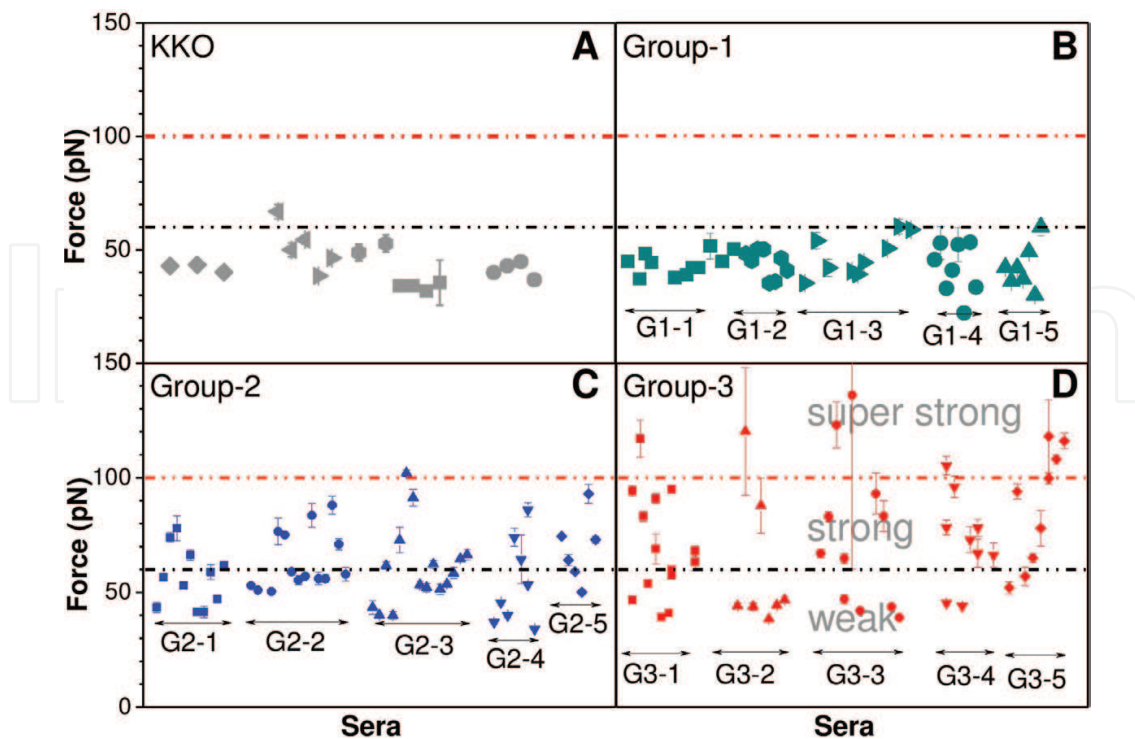 150
KKO
A
Group-1
B
100
Force (pN)
50
G1-1
G1-2
G1-3
G1-4
G1-5
150
Group-2
C
Group-3
D
super strong
100
Force (pN)
strong
50
weak
G2-1
G2-2
G2-3
G2-4
G2-5
G3-1
G3-2
G3-3
G3-4
G3-5
0
Sera
Sera